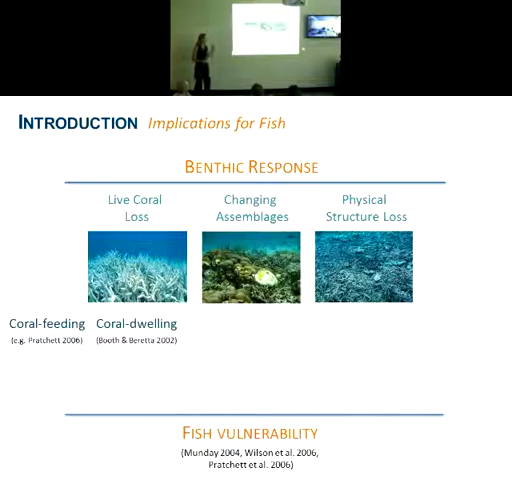 INTRODUCTION Implications for Fish
BENTHIC RESPONSE
Live Coral Loss
Changing Assemblages
Physical Structure Loss
Coral-feeding
(e.g. Pratchett 2006)
Coral-dwelling
(Booth & Beretta 2002)
FISH VULNERABILITY
(Munday 2004, Wilson et al. 2006,
Pratchett et al. 2006)